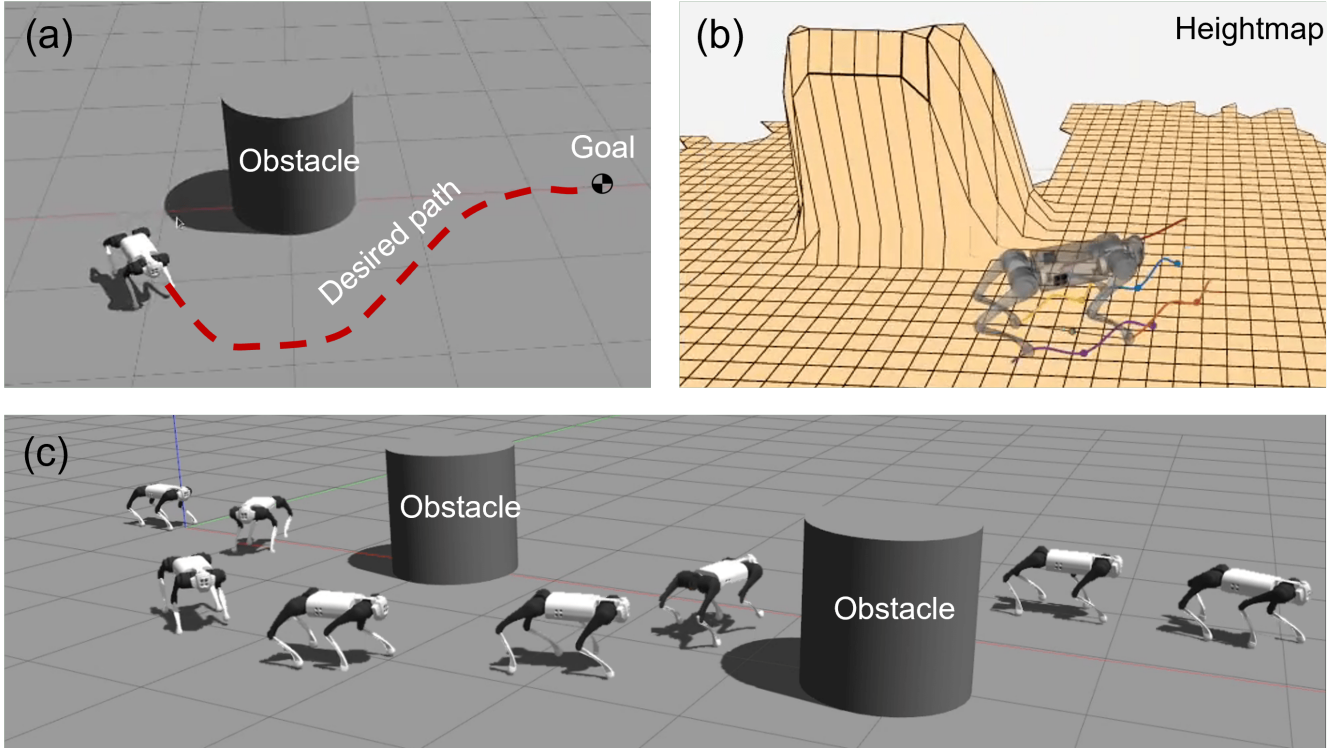 (a)
Obstacle
Goal
Desired path
(b)
Heightmap
(c)
Obstacle
Obstacle